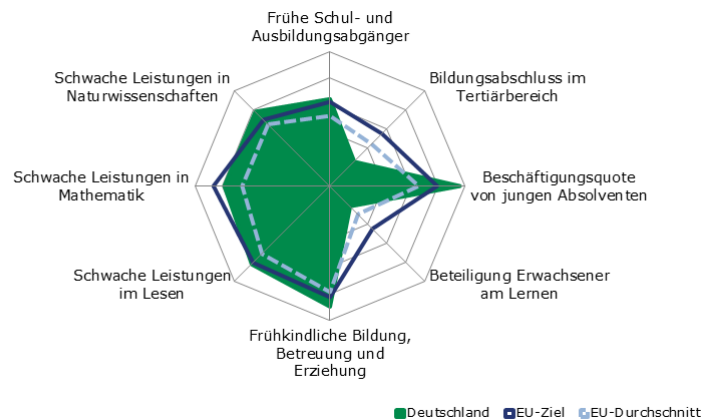 Frühe Schul- und
Ausbildungsabgänger
Schwache Leistungen in
Naturwissenschaften
Bildungsabschluss im
Tertiärbereich
Schwache Leistungen in
Mathematik
Beschäftigungsquote
von jungen Absolventen
Schwache Leistungen
im Lesen
Beteiligung Erwachsener
am Lernen
Frühkindliche Bildung,
Betreuung und
Erziehung
Deutschland EU-Ziel EU-Durchschnitt